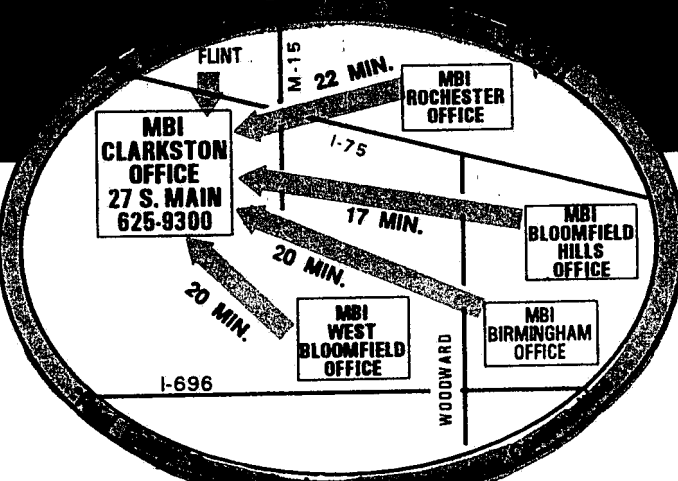 FLINT
M-15
22 MIN.
MBI
ROCHESTER
OFFICE
MBI
CLARKSTON
OFFICE
27 S. MAIN
625-9300
I-75
17 MIN.
MBI
BLOOMFIELD
HILLS
OFFICE
20 MIN.
20 MIN.
MBI
WEST
BLOOMFIELD
OFFICE
MBI
BIRMINGHAM
OFFICE
I-696
WOODWARD